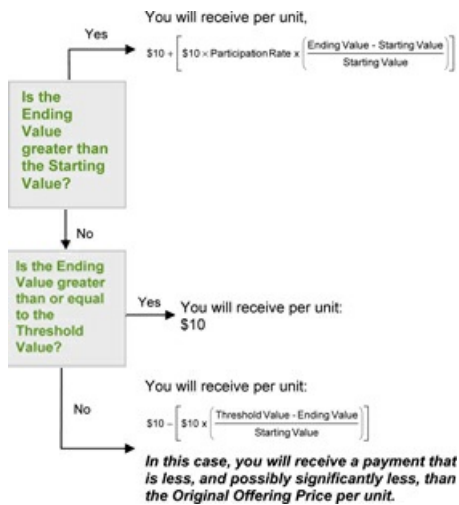 You will receive per unit,
Yes
$10 + [ $10 × Participation Rate x ( Ending Value - Starting Value / Starting Value ) ]
Is the
Ending
Value
greater than
the Starting
Value?
No
Is the Ending
Value greater
than or equal
to the
Threshold
Value?
Yes
You will receive per unit:
$10
You will receive per unit:
No
$10 – [ $10 x ( Threshold Value - Ending Value / Starting Value ) ]
In this case, you will receive a payment that
is less, and possibly significantly less, than
the Original Offering Price per unit.